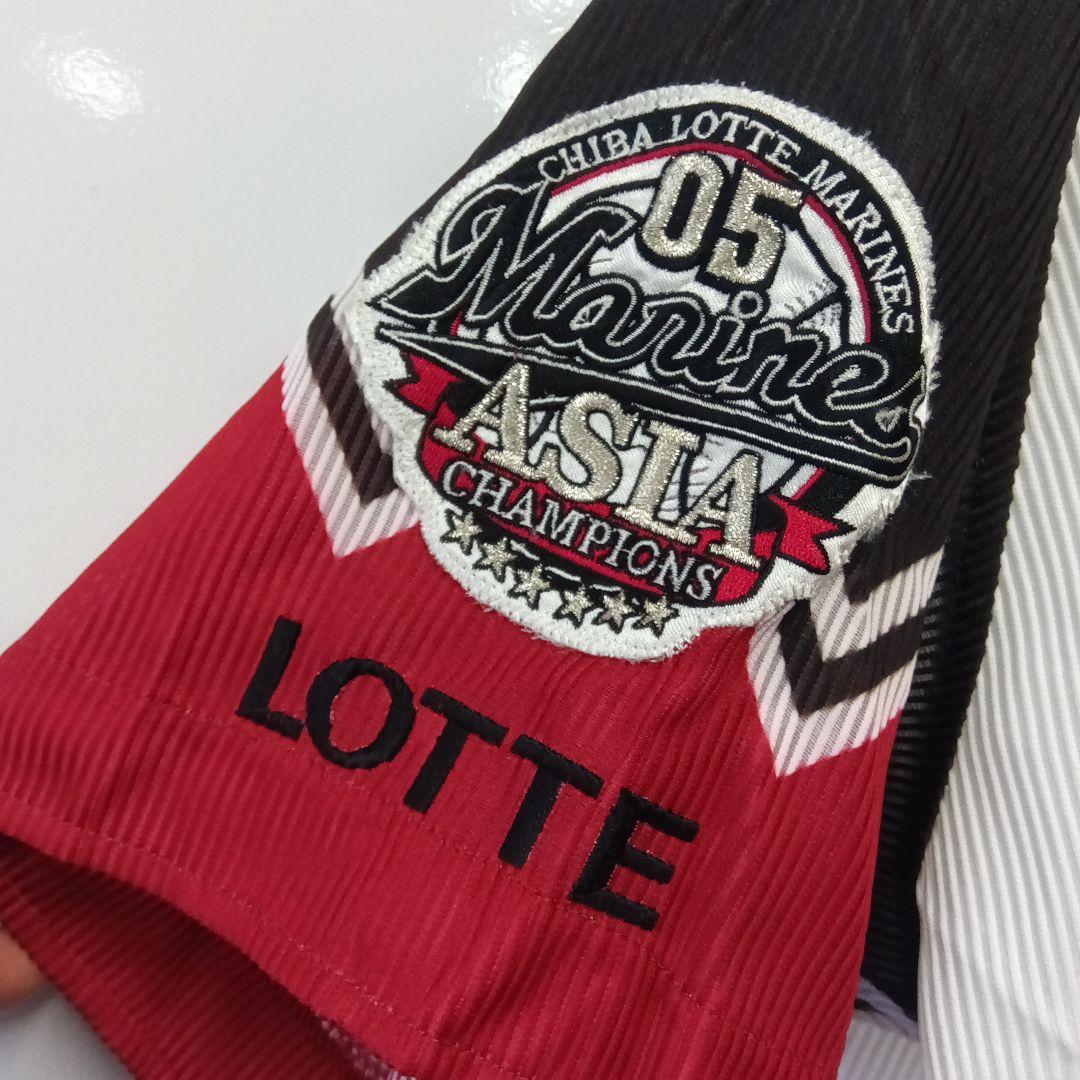 CHIBA LOTTE MARINES
05
Marines
ASIA
CHAMPIONS
LOTTE